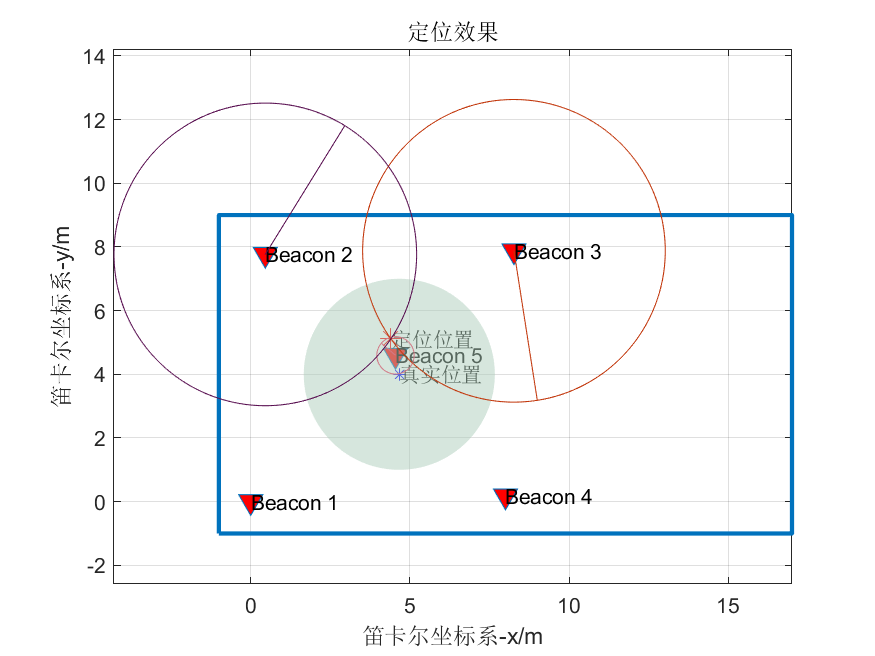 定位效果
14
12
10
8
6
4
2
0
-2
笛卡尔坐标系-y/m
Beacon 2
Beacon 3
定位位置
Beacon 5
真实位置
Beacon 1
Beacon 4
0
5
10
15
笛卡尔坐标系-x/m